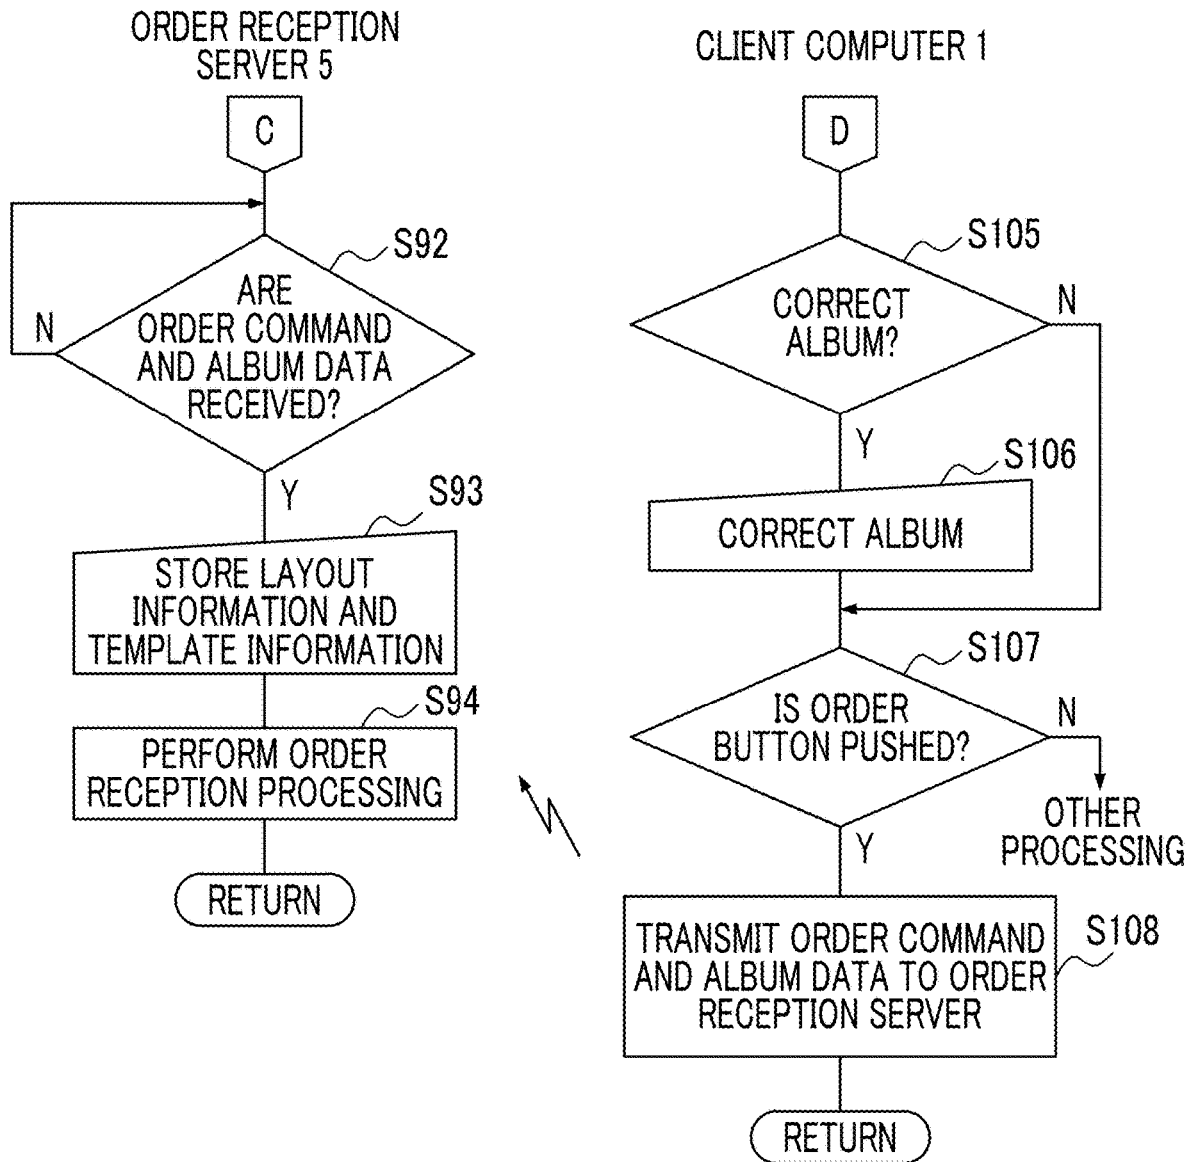 ORDER RECEPTION
SERVER 5
C
S92
ARE
ORDER COMMAND
AND ALBUM DATA
RECEIVED?
N
Y
S93
STORE LAYOUT
INFORMATION AND
TEMPLATE INFORMATION
S94
PERFORM ORDER
RECEPTION PROCESSING
RETURN
CLIENT COMPUTER 1
D
S105
CORRECT
ALBUM?
N
Y
S106
CORRECT ALBUM
S107
IS ORDER
BUTTON PUSHED?
N
OTHER
PROCESSING
Y
S108
TRANSMIT ORDER COMMAND
AND ALBUM DATA TO ORDER
RECEPTION SERVER
RETURN